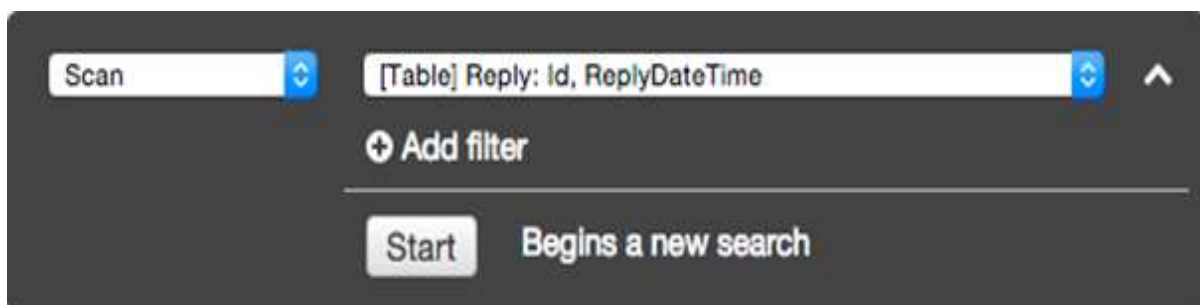 Scan [Table] Reply: Id, ReplyDateTime
Add filter
Start Begins a new search